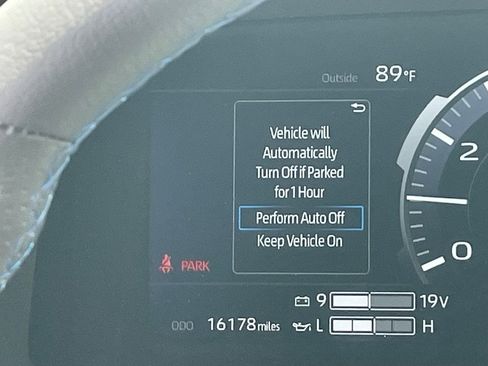 Outside 89°F
Vehicle will
Automatically
Turn Off if Parked
for 1 Hour
Perform Auto Off
Keep Vehicle On
PARK
2
0
9 19V
ODO 16178 miles
L H